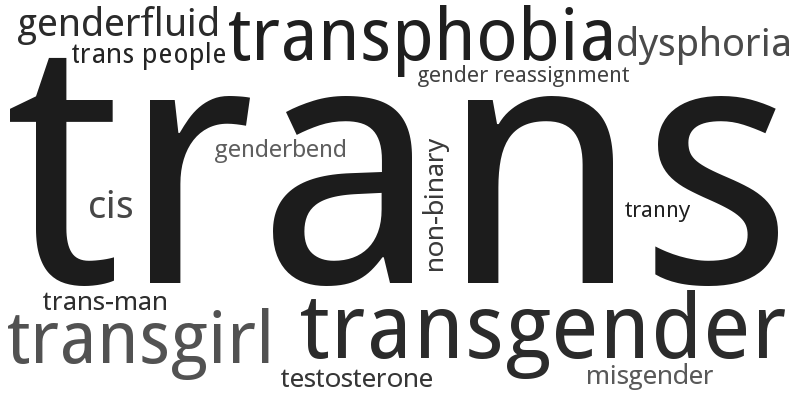 genderfluid
transphobia
dysphoria
trans people
gender reassignment
trans
genderbend
non-binary
cis
tranny
trans-man
transgirl
transgender
testosterone
misgender